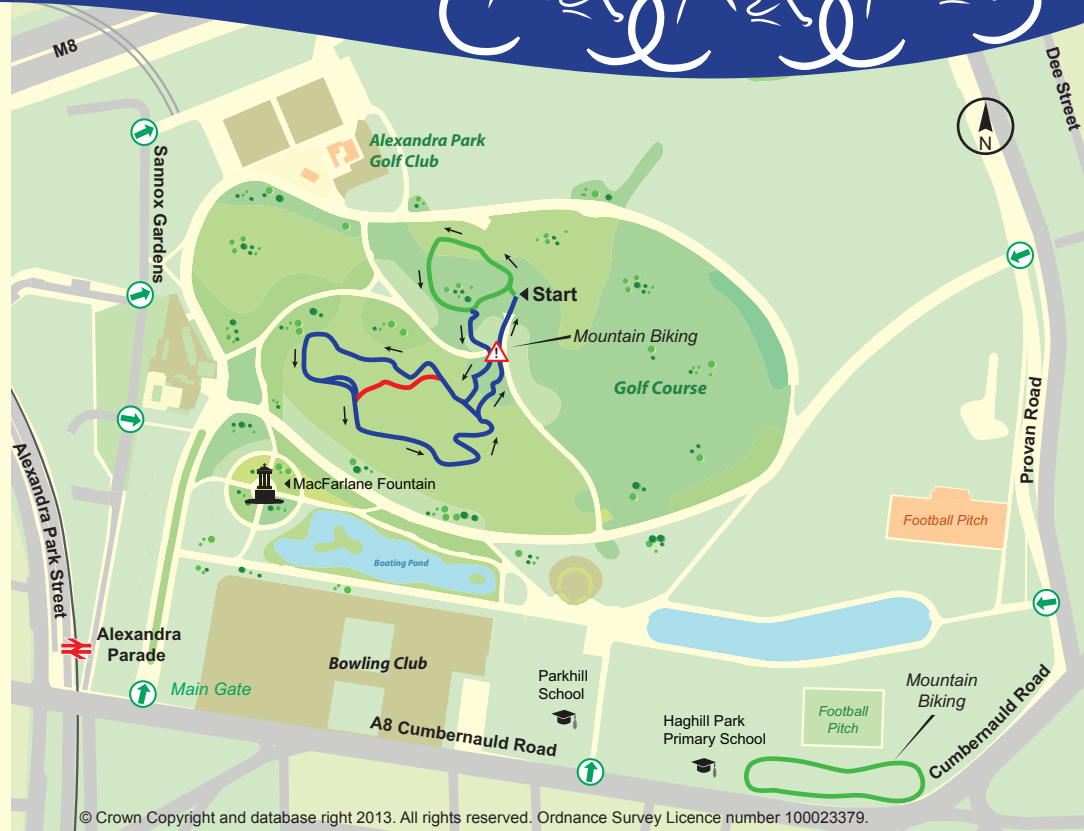 M8
Dee Street
N
Alexandra Park
Golf Club
Sannox Gardens
Start
Mountain Biking
!
Golf Course
Provan Road
MacFarlane Fountain
Football Pitch
Alexandra Park Street
Boating Pond
Alexandra
Parade
Main Gate
Bowling Club
Parkhill
School
Mountain
Biking
Football
Pitch
Haghill Park
Primary School
A8 Cumbernauld Road
Cumbernauld Road
© Crown Copyright and database right 2013. All rights reserved. Ordnance Survey Licence number 100023379.